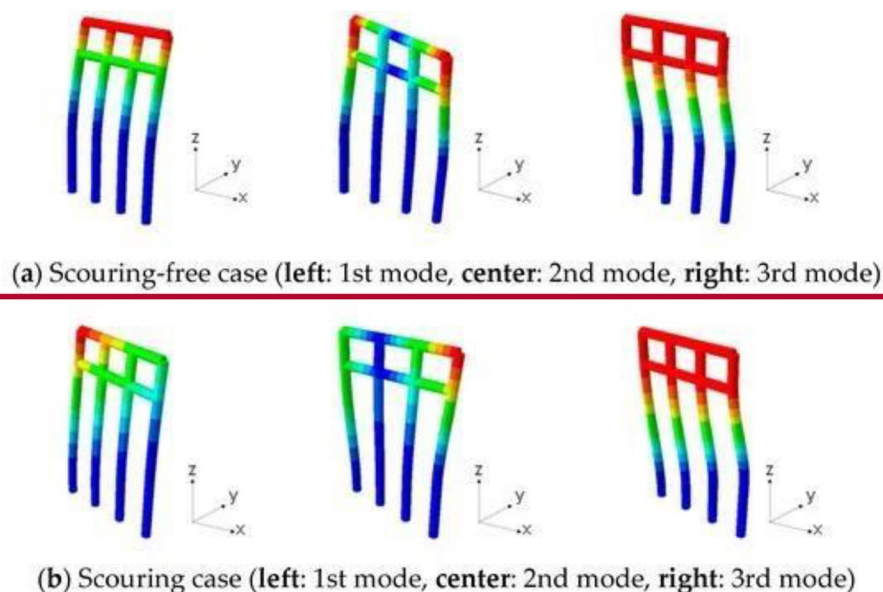 z
y
x
z
y
x
z
y
x
(a) Scouring-free case (left: 1st mode, center: 2nd mode, right: 3rd mode)
z
y
x
z
y
x
z
y
x
(b) Scouring case (left: 1st mode, center: 2nd mode, right: 3rd mode)